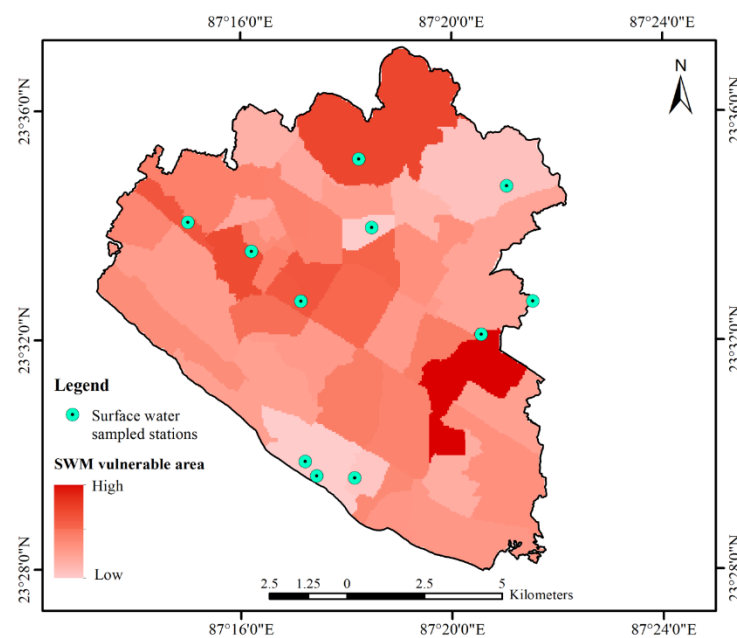 87°16'0"E 87°20'0"E 87°24'0"E
N
23°36'0"N 23°36'0"N
23°32'0"N 23°32'0"N
Legend
Surface water
sampled stations
SWM vulnerable area
High
Low
23°28'0"N 23°28'0"N
2.5 1.25 0 2.5 5
Kilometers
87°16'0"E 87°20'0"E 87°24'0"E